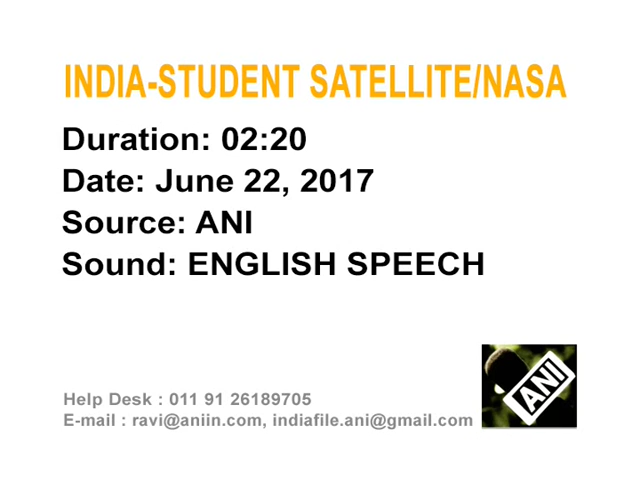 INDIA-STUDENT SATELLITE/NASA
Duration: 02:20
Date: June 22, 2017
Source: ANI
Sound: ENGLISH SPEECH
Help Desk : 011 91 26189705
E-mail : ravi@aniin.com, indiafile.ani@gmail.com
ANI